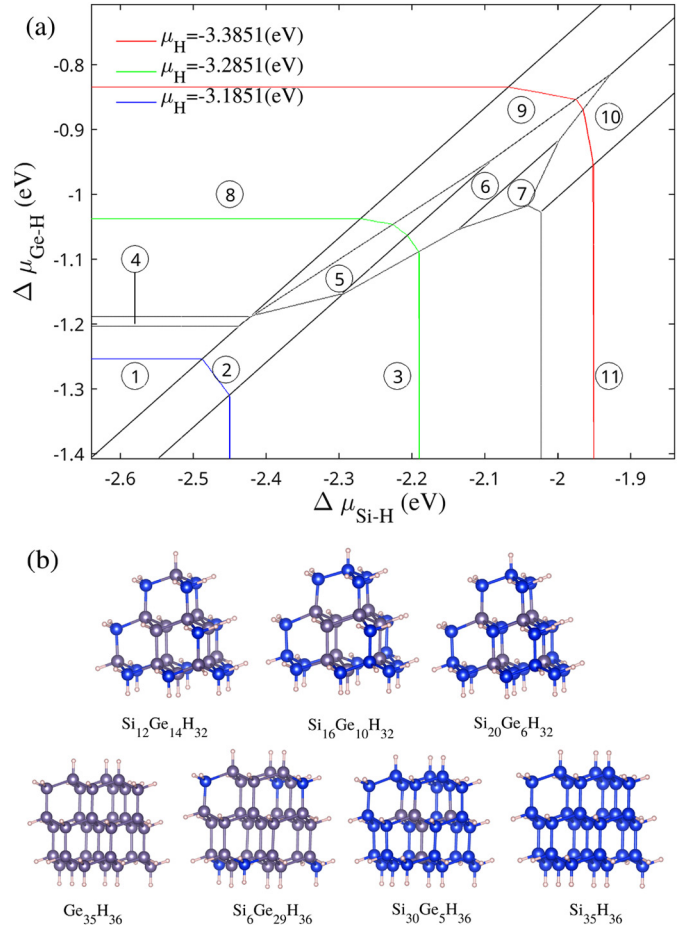 (a)
μH=-3.3851(eV)
μH=-3.2851(eV)
μH=-3.1851(eV)
-0.8
-0.9
-1
-1.1
-1.2
-1.3
-1.4
Δ μGe-H (eV)
9
10
6
7
8
4
5
1
2
3
11
-2.6 -2.5 -2.4 -2.3 -2.2 -2.1 -2 -1.9
Δ μSi-H (eV)
(b)
Si12Ge14H32 Si16Ge10H32 Si20Ge6H32
Ge35H36 Si6Ge29H36 Si30Ge5H36 Si35H36